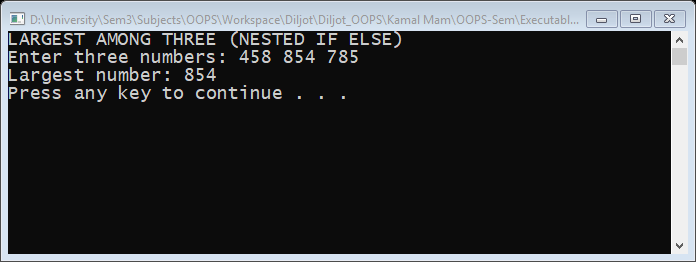 D:\University\Sem3\Subjects\OOPS\Workspace\Diljot\Diljot_OOPS\Kamal Mam\OOPS-Sem\Executabl...
LARGEST AMONG THREE (NESTED IF ELSE)
Enter three numbers: 458 854 785
Largest number: 854
Press any key to continue . . .